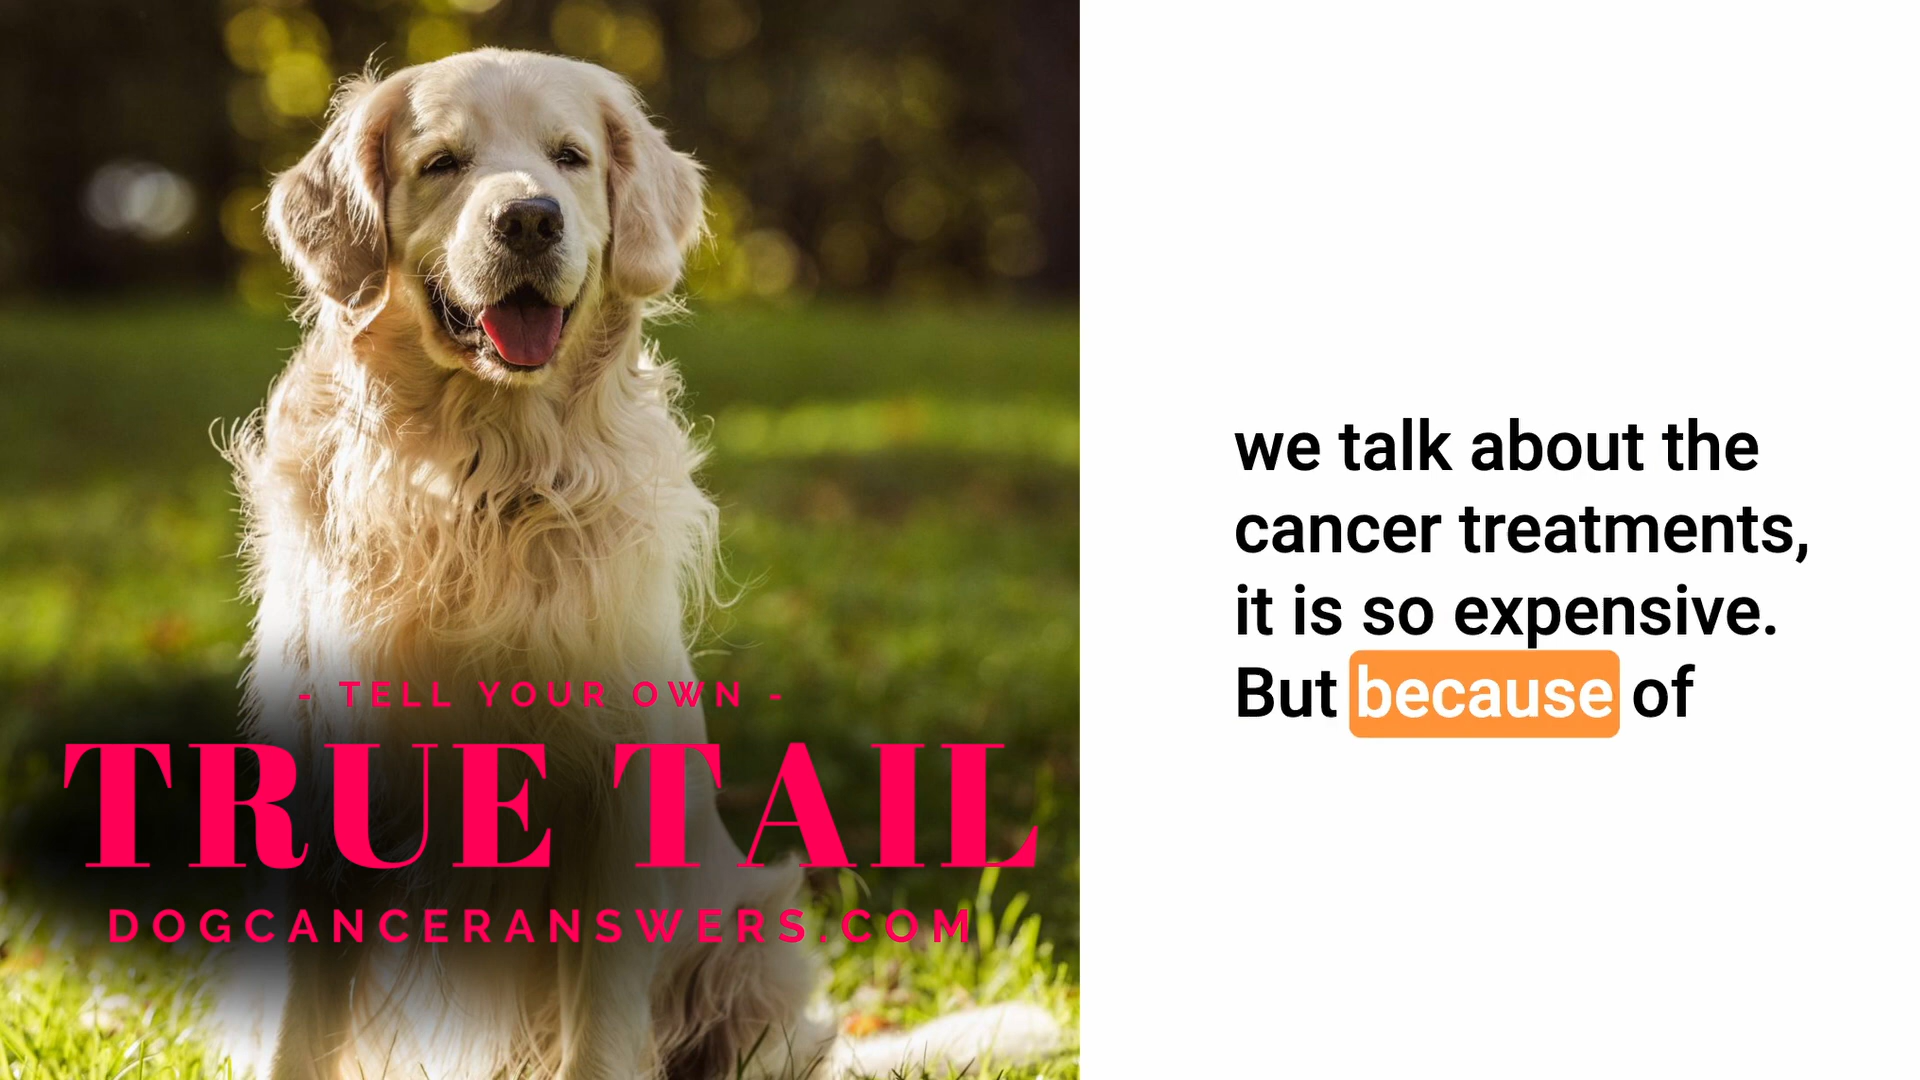 - TELL YOUR OWN -
TRUE TAIL
DOGCANCERANSWERS.COM
we talk about the
cancer treatments,
it is so expensive.
But because of